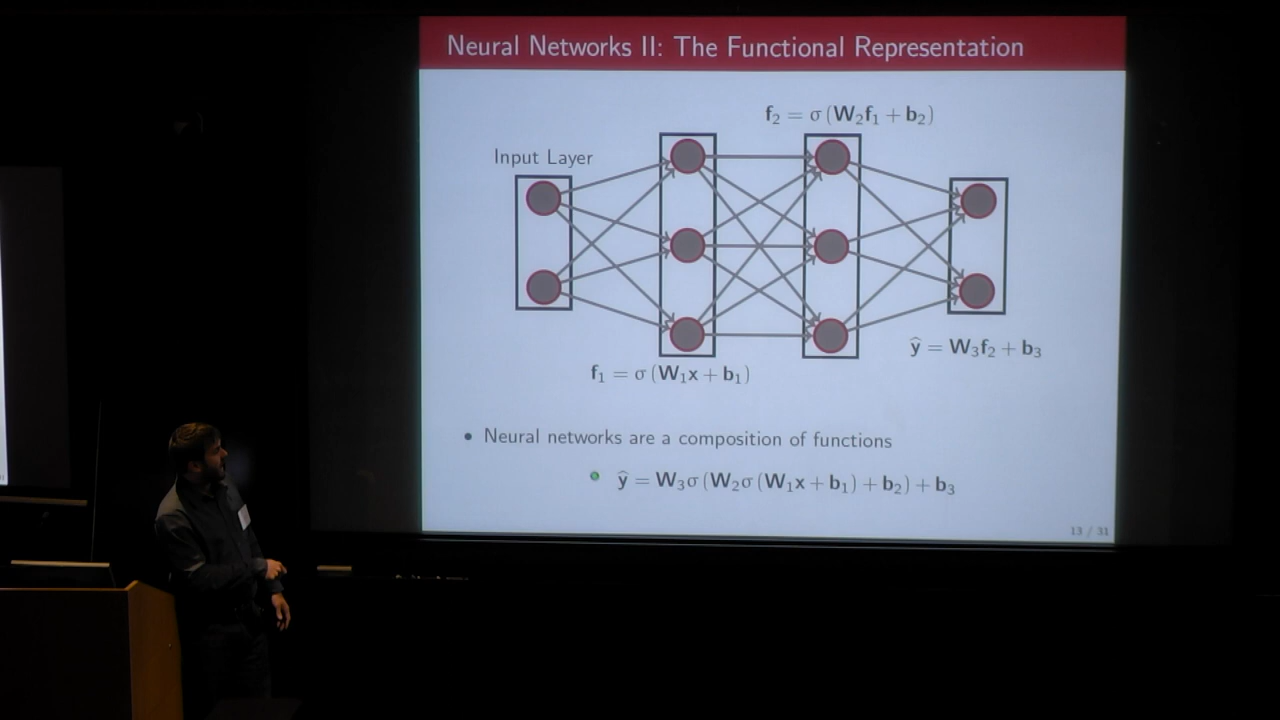 Neural Networks II: The Functional Representation
f₂ = σ (W₂f₁ + b₂)
Input Layer
ŷ = W₃f₂ + b₃
f₁ = σ (W₁x + b₁)
• Neural networks are a composition of functions
ŷ = W₃σ (W₂σ (W₁x + b₁) + b₂) + b₃
13 / 31